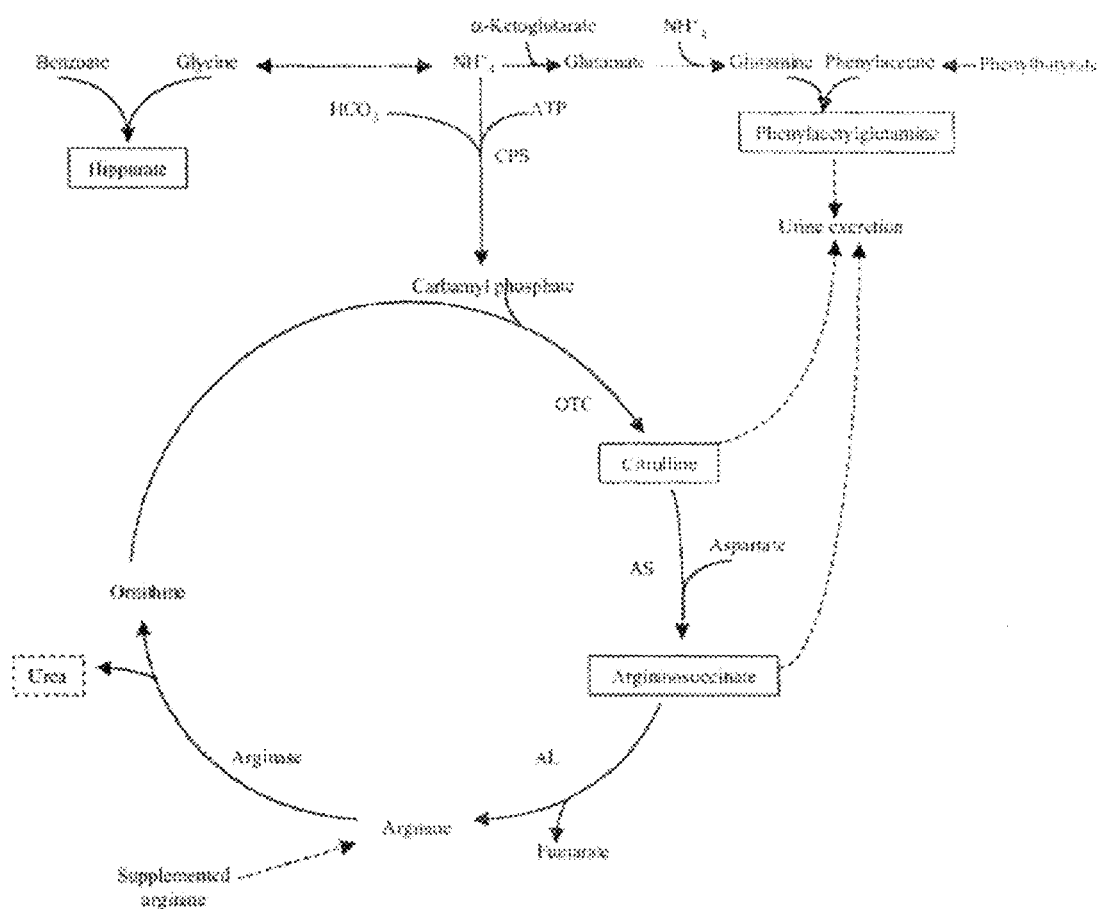 α-Ketoglutarate
NH⁺₄
Benzoate
Glycine
NH⁺₄
Glutamate
Glutamine
Phenylacetate
Phenylbutyrate
HCO₃
ATP
Phenylacetylglutamine
CPS
Hippurate
Urine excretion
Carbamyl phosphate
OTC
Citrulline
Aspartate
AS
Ornithine
Urea
Argininosuccinate
Arginase
AL
Arginine
Fumarate
Supplemented
arginine